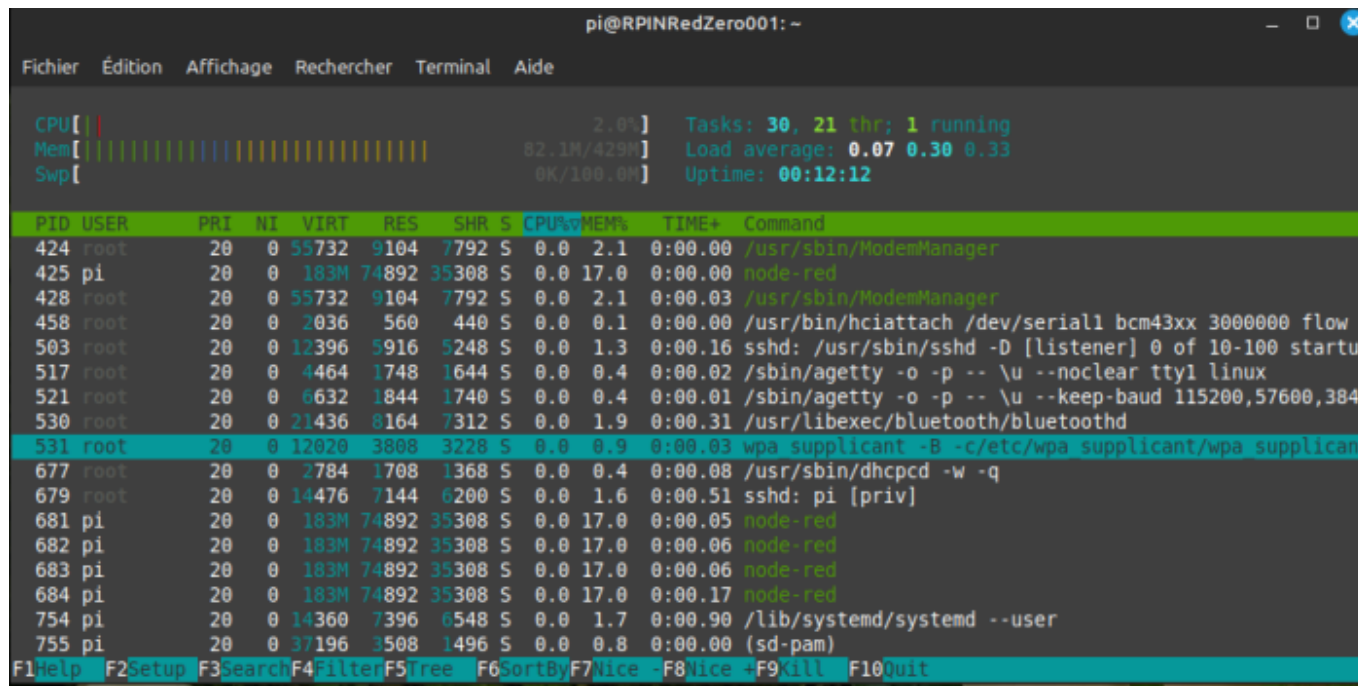 pi@RPINRedZero001: ~
Fichier Édition Affichage Rechercher Terminal Aide
CPU[|| 2.0%] Tasks: 30, 21 thr; 1 running
Mem[|||||||||||||||||||||||||||||| 82.1M/429M] Load average: 0.07 0.30 0.33
Swp[ 0K/100.0M] Uptime: 00:12:12
PID USER PRI NI VIRT RES SHR S CPU%▽MEM% TIME+ Command
424 root 20 0 55732 9104 7792 S 0.0 2.1 0:00.00 /usr/sbin/ModemManager
425 pi 20 0 183M 74892 35308 S 0.0 17.0 0:00.00 node-red
428 root 20 0 55732 9104 7792 S 0.0 2.1 0:00.03 /usr/sbin/ModemManager
458 root 20 0 2036 560 440 S 0.0 0.1 0:00.00 /usr/bin/hciattach /dev/serial1 bcm43xx 3000000 flow
503 root 20 0 12396 5916 5248 S 0.0 1.3 0:00.16 sshd: /usr/sbin/sshd -D [listener] 0 of 10-100 startu
517 root 20 0 4464 1748 1644 S 0.0 0.4 0:00.02 /sbin/agetty -o -p -- \u --noclear tty1 linux
521 root 20 0 6632 1844 1740 S 0.0 0.4 0:00.01 /sbin/agetty -o -p -- \u --keep-baud 115200,57600,384
530 root 20 0 21436 8164 7312 S 0.0 1.9 0:00.31 /usr/libexec/bluetooth/bluetoothd
531 root 20 0 12020 3808 3228 S 0.0 0.9 0:00.03 wpa_supplicant -B -c/etc/wpa_supplicant/wpa_supplican
677 root 20 0 2784 1708 1368 S 0.0 0.4 0:00.08 /usr/sbin/dhcpcd -w -q
679 root 20 0 14476 7144 6200 S 0.0 1.6 0:00.51 sshd: pi [priv]
681 pi 20 0 183M 74892 35308 S 0.0 17.0 0:00.05 node-red
682 pi 20 0 183M 74892 35308 S 0.0 17.0 0:00.06 node-red
683 pi 20 0 183M 74892 35308 S 0.0 17.0 0:00.06 node-red
684 pi 20 0 183M 74892 35308 S 0.0 17.0 0:00.17 node-red
754 pi 20 0 14360 7396 6548 S 0.0 1.7 0:00.90 /lib/systemd/systemd --user
755 pi 20 0 37196 3508 1496 S 0.0 0.8 0:00.00 (sd-pam)
F1Help F2Setup F3SearchF4FilterF5Tree F6SortByF7Nice -F8Nice +F9Kill F10Quit